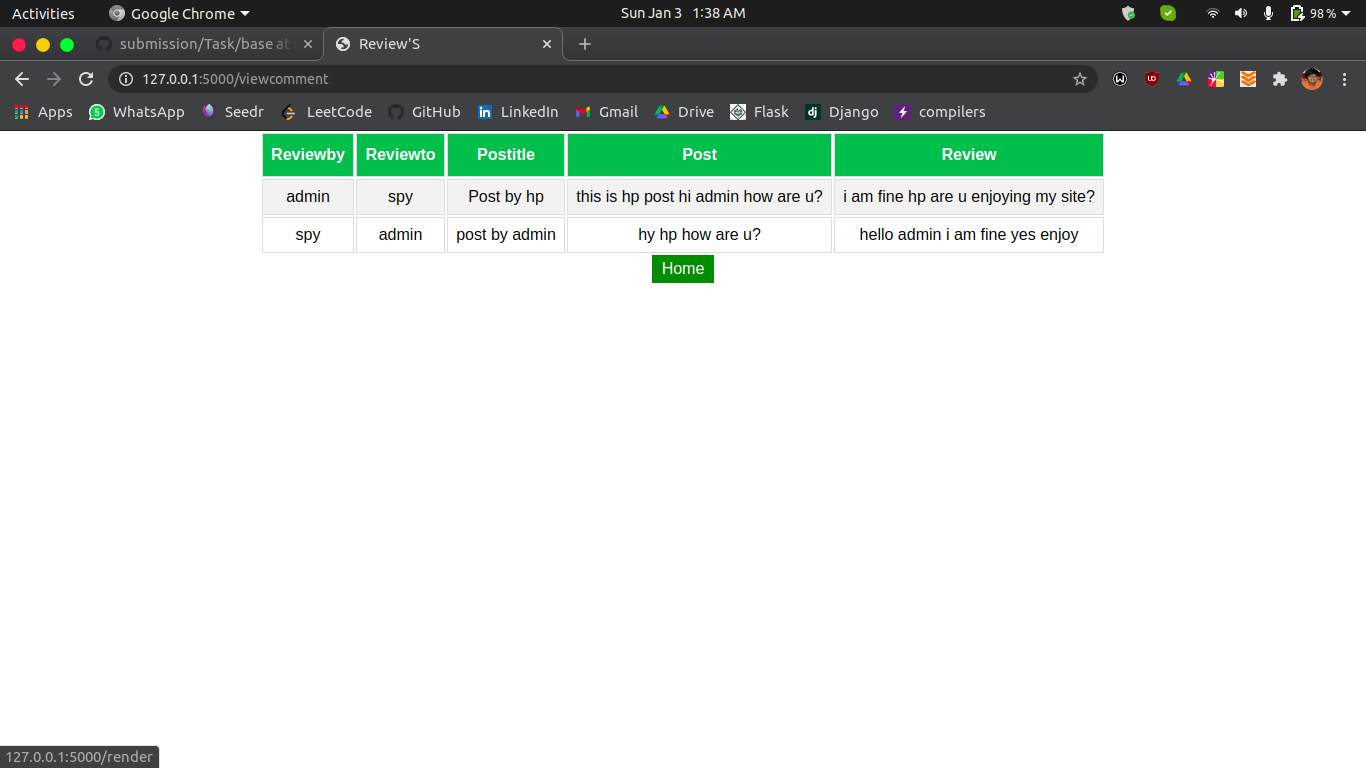 Activities Google Chrome Sun Jan 3 1:38 AM 98%
submission/Task/base at Review'S
127.0.0.1:5000/viewcomment
Apps WhatsApp Seedr LeetCode GitHub LinkedIn Gmail Drive Flask Django compilers
Reviewby Reviewto Postitle Post Review
admin spy Post by hp this is hp post hi admin how are u? i am fine hp are u enjoying my site?
spy admin post by admin hy hp how are u? hello admin i am fine yes enjoy
Home
127.0.0.1:5000/render